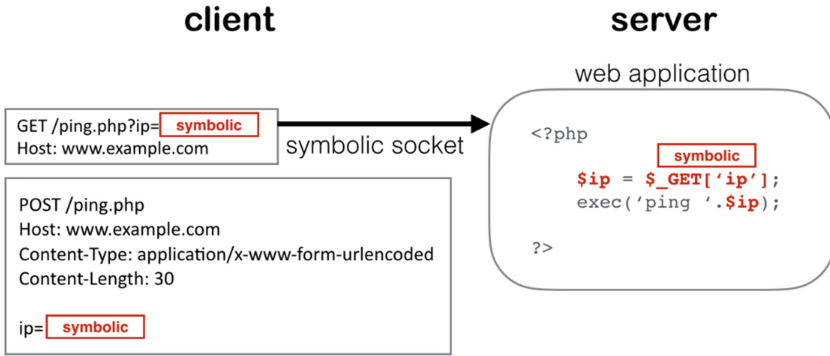 client
server
web application
GET /ping.php?ip= symbolic
Host: www.example.com
symbolic socket
<?php
symbolic
$ip = $_GET[‘ip’];
exec(‘ping ‘.$ip);
?>
POST /ping.php
Host: www.example.com
Content-Type: application/x-www-form-urlencoded
Content-Length: 30
ip= symbolic